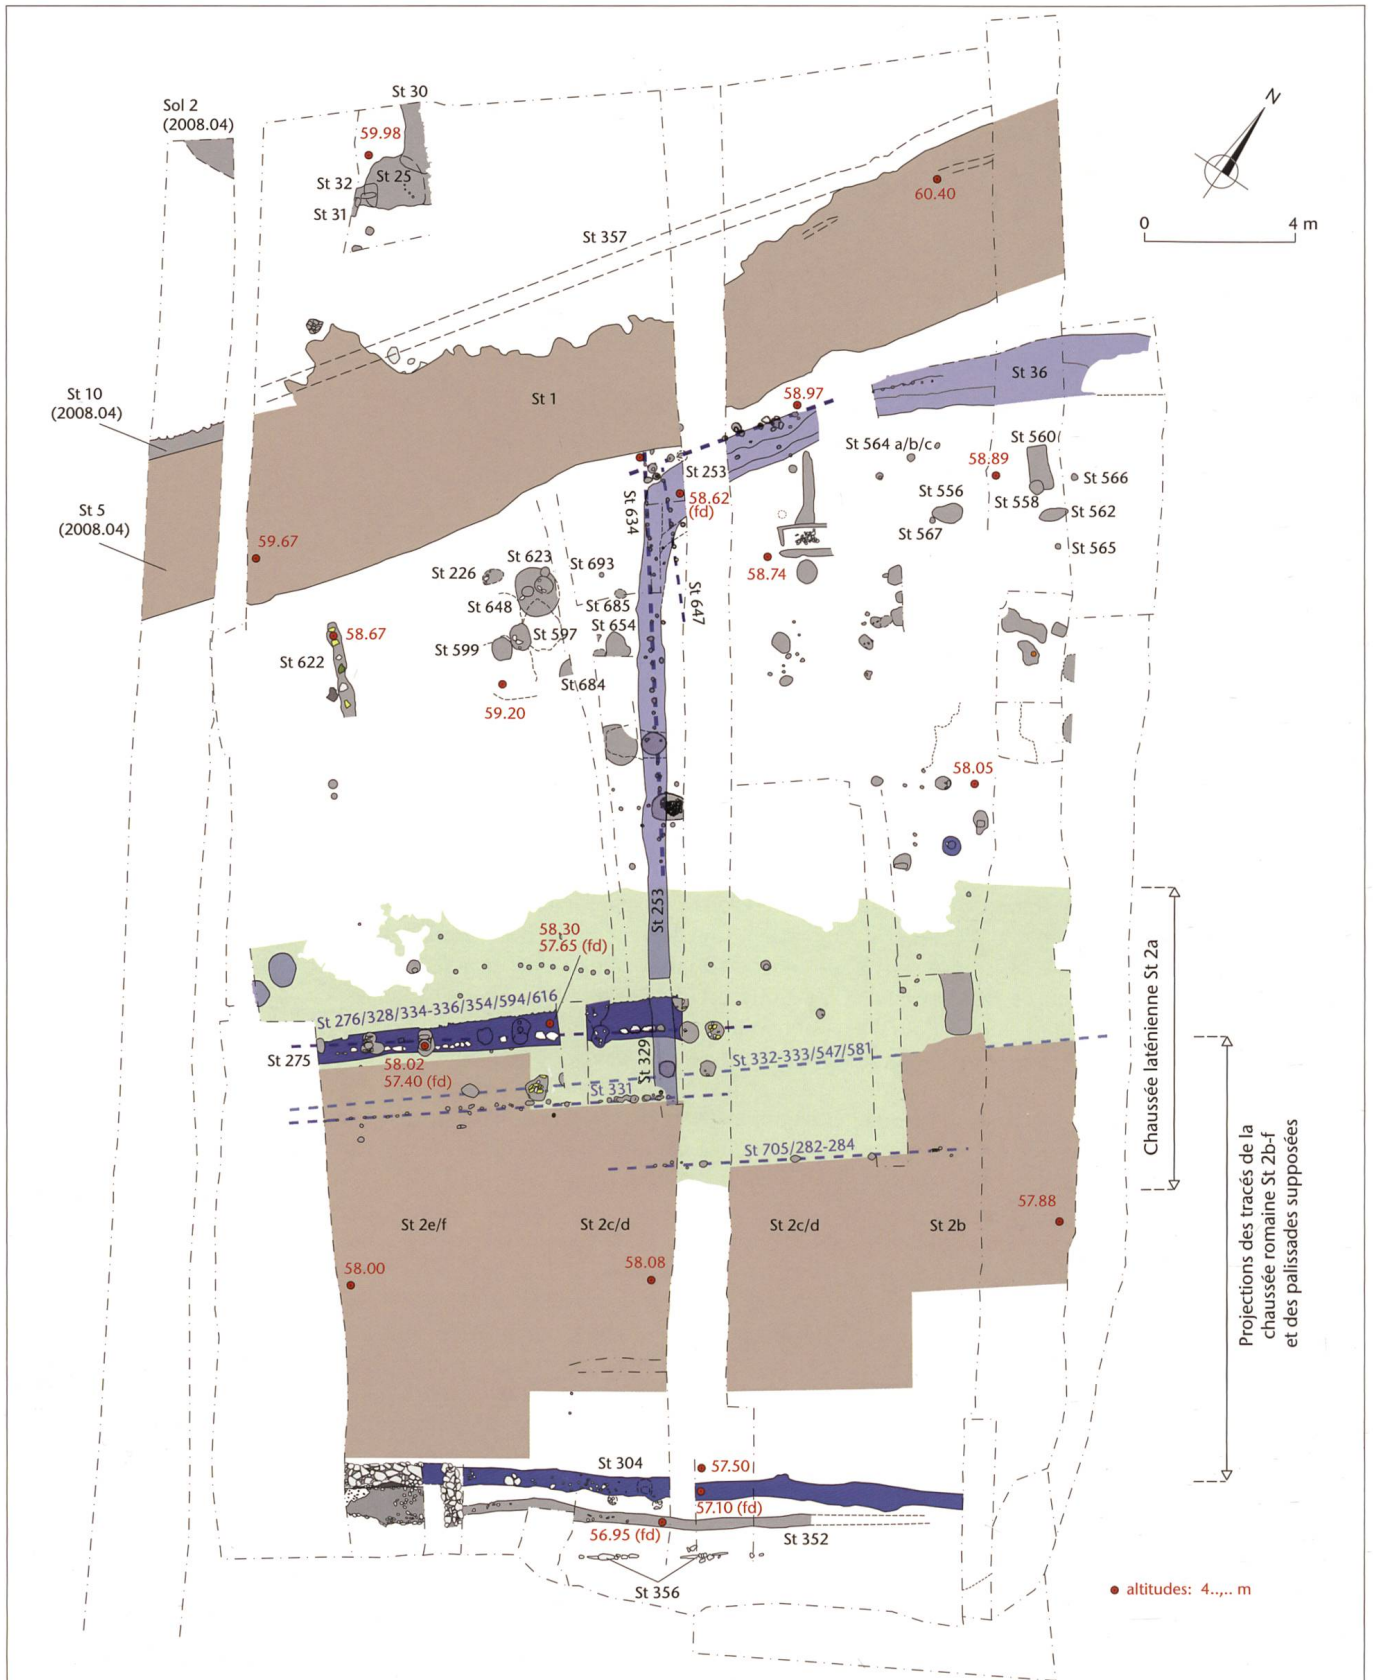 St 30
Sol 2
(2008.04)
59.98
N
St 32
St 25
St 31
60.40
0 4 m
St 357
St 36
St 10
(2008.04)
St 1
58.97
St 564 a/b/c
St 560
58.89
St 253
St 566
St 634
58.62
(fd)
St 556
St 558
St 562
St 5
(2008.04)
St 567
59.67
St 565
St 623
St 693
58.74
St 226
St 647
St 648
St 685
St 654
58.67
St 597
St 599
St 622
St 684
59.20
58.05
St 253
58.30
57.65 (fd)
St 276/328/334-336/354/594/616
St 275
St 329
St 332-333/547/581
58.02
57.40 (fd)
St 331
Chaussée laténienne St 2a
St 705/282-284
Projections des tracés de la
chaussée romaine St 2b-f
et des palissades supposées
57.88
St 2e/f
St 2c/d
St 2c/d
St 2b
58.00
58.08
St 304
57.50
57.10 (fd)
56.95 (fd)
St 352
St 356
altitudes: 4..,.. m